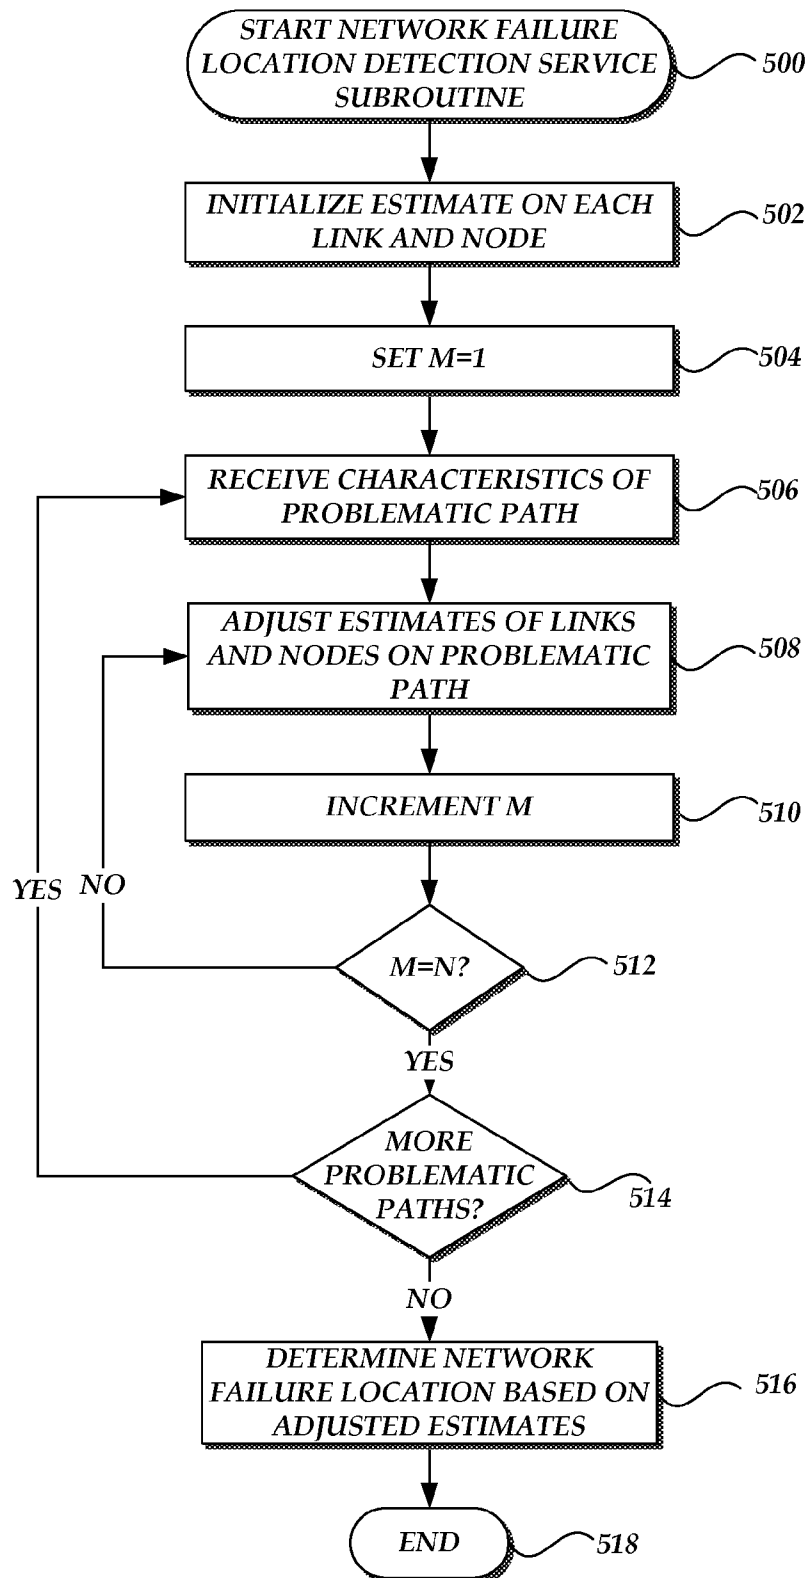 START NETWORK FAILURE
LOCATION DETECTION SERVICE
SUBROUTINE
500
INITIALIZE ESTIMATE ON EACH
LINK AND NODE
502
SET M=1
504
RECEIVE CHARACTERISTICS OF
PROBLEMATIC PATH
506
ADJUST ESTIMATES OF LINKS
AND NODES ON PROBLEMATIC
PATH
508
INCREMENT M
510
YES
NO
M=N?
512
YES
MORE
PROBLEMATIC
PATHS?
514
NO
DETERMINE NETWORK
FAILURE LOCATION BASED ON
ADJUSTED ESTIMATES
516
END
518